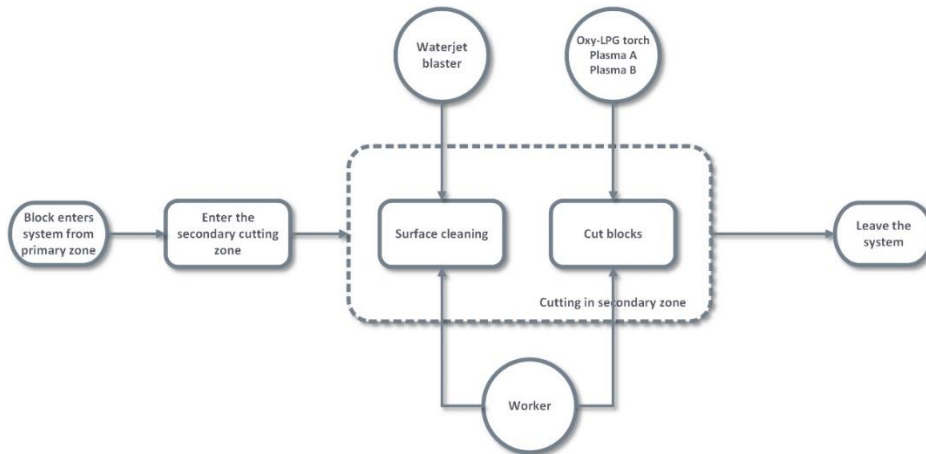 Waterjet
blaster
Oxy-LPG torch
Plasma A
Plasma B
Block enters
system from
primary zone
Enter the
secondary cutting
zone
Surface cleaning
Cut blocks
Leave the
system
Cutting in secondary zone
Worker